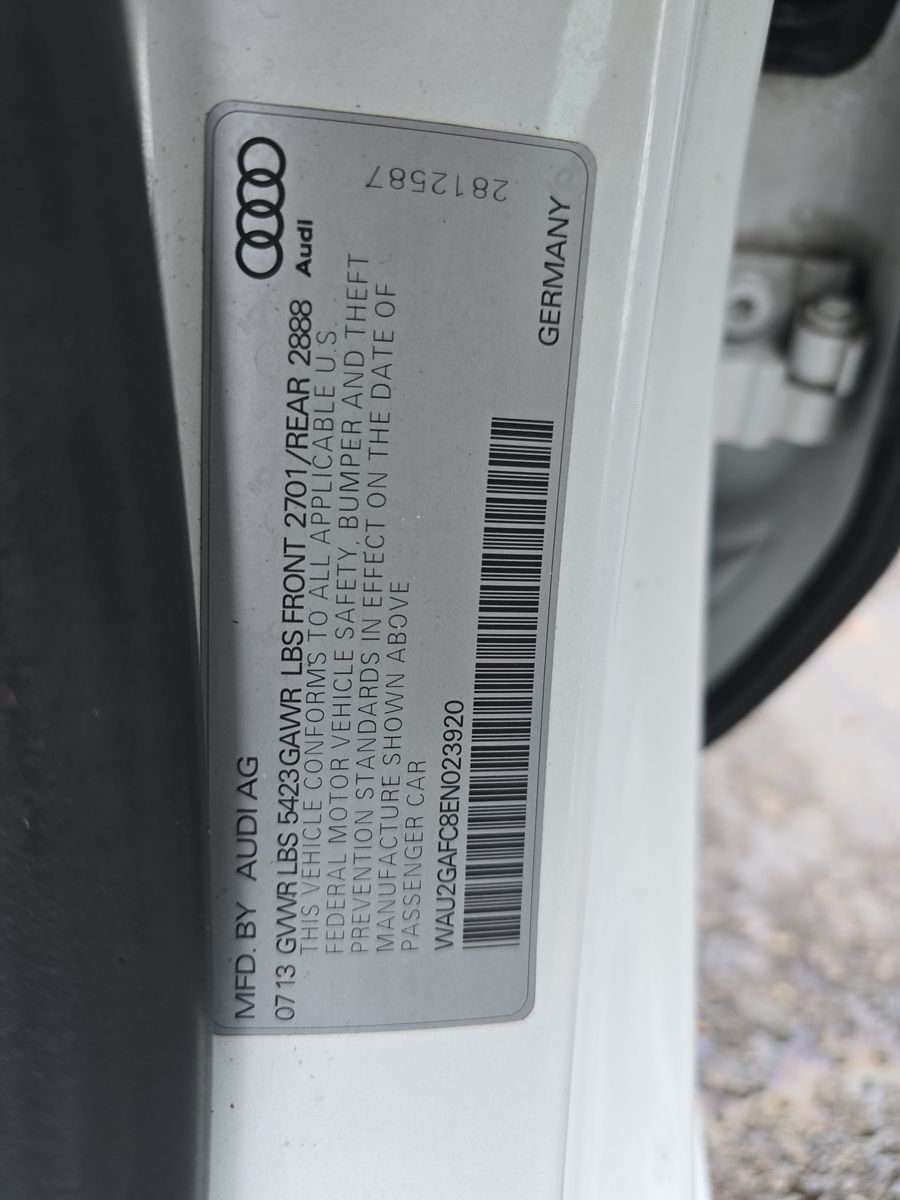 Audi
MFD. BY AUDI AG
0713 GVWR LBS 5423 GAWR LBS FRONT 2701/REAR 2888
THIS VEHICLE CONFORMS TO ALL APPLICABLE U.S.
FEDERAL MOTOR VEHICLE SAFETY, BUMPER AND THEFT
PREVENTION STANDARDS IN EFFECT ON THE DATE OF
MANUFACTURE SHOWN ABOVE
PASSENGER CAR
WAU2GAFC8EN023920
GERMANY
2812587